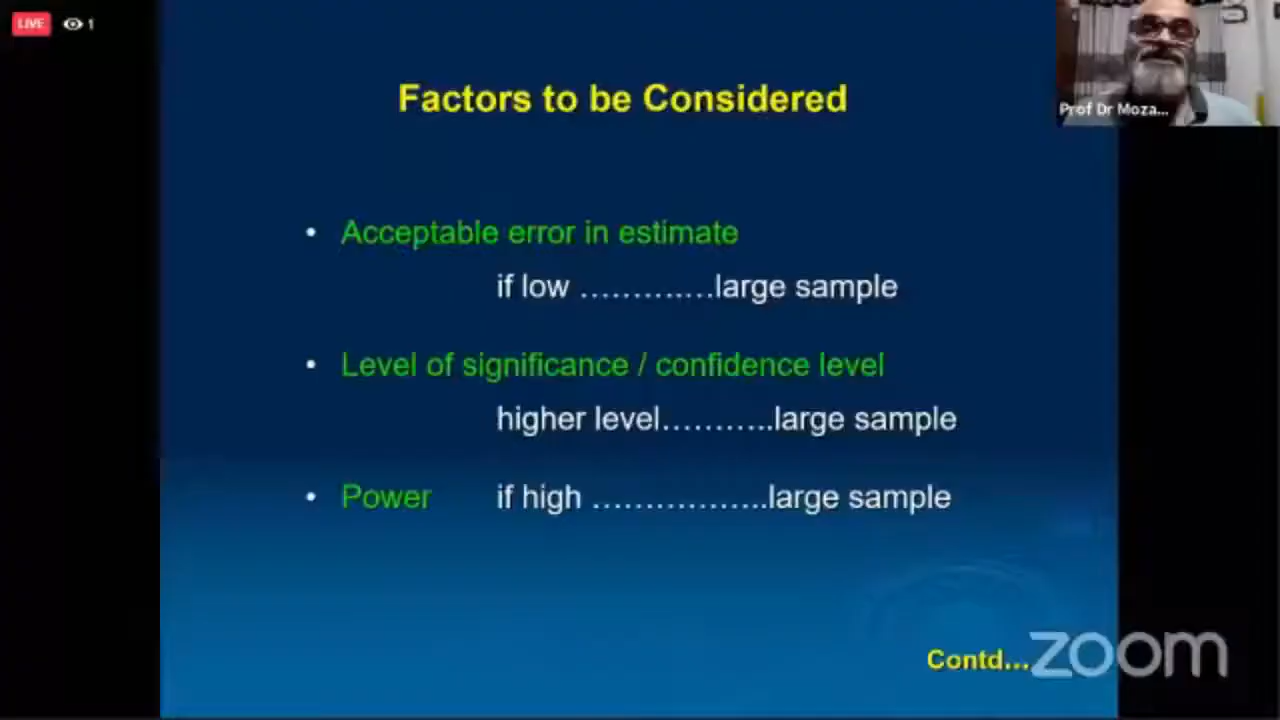 LIVE 1
Factors to be Considered
Prof Dr Moza...
• Acceptable error in estimate
if low ..............large sample
• Level of significance / confidence level
higher level...........large sample
• Power if high .................large sample
Contd...
zoom